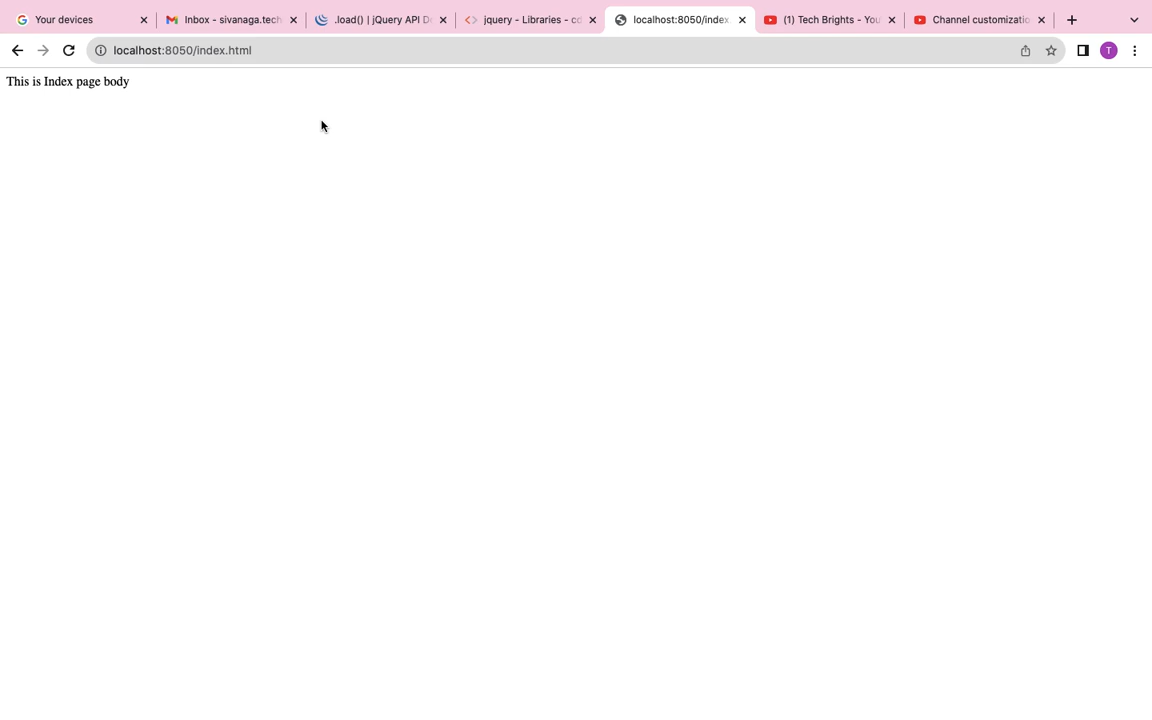 Your devices
Inbox - sivanaga.tech
.load() | jQuery API D
jquery - Libraries - cd
localhost:8050/index
(1) Tech Brights - You
Channel customizatio
localhost:8050/index.html
T
This is Index page body